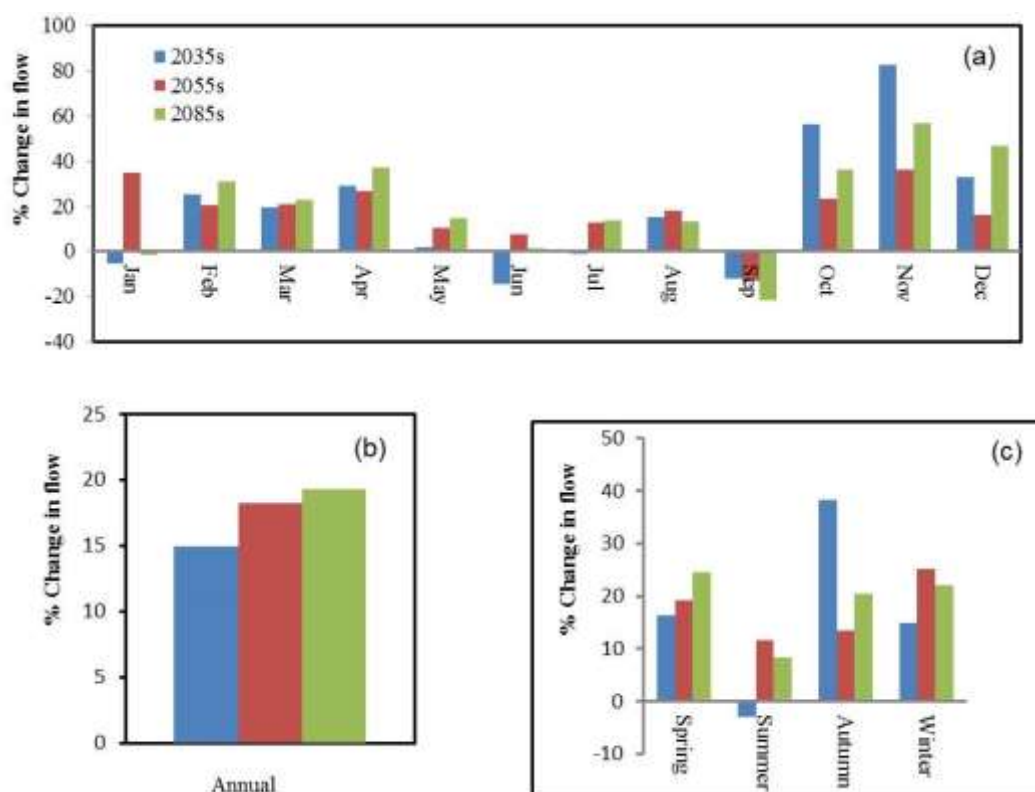 100
80
60
40
20
0
-20
-40
% Change in flow
2035s
2055s
2085s
(a)
Jan
Feb
Mar
Apr
May
Jun
Jul
Aug
Sep
Oct
Nov
Dec
25
20
15
10
5
0
% Change in flow
(b)
Annual
50
40
30
20
10
0
-10
% Change in flow
(c)
Spring
Summer
Autumn
Winter